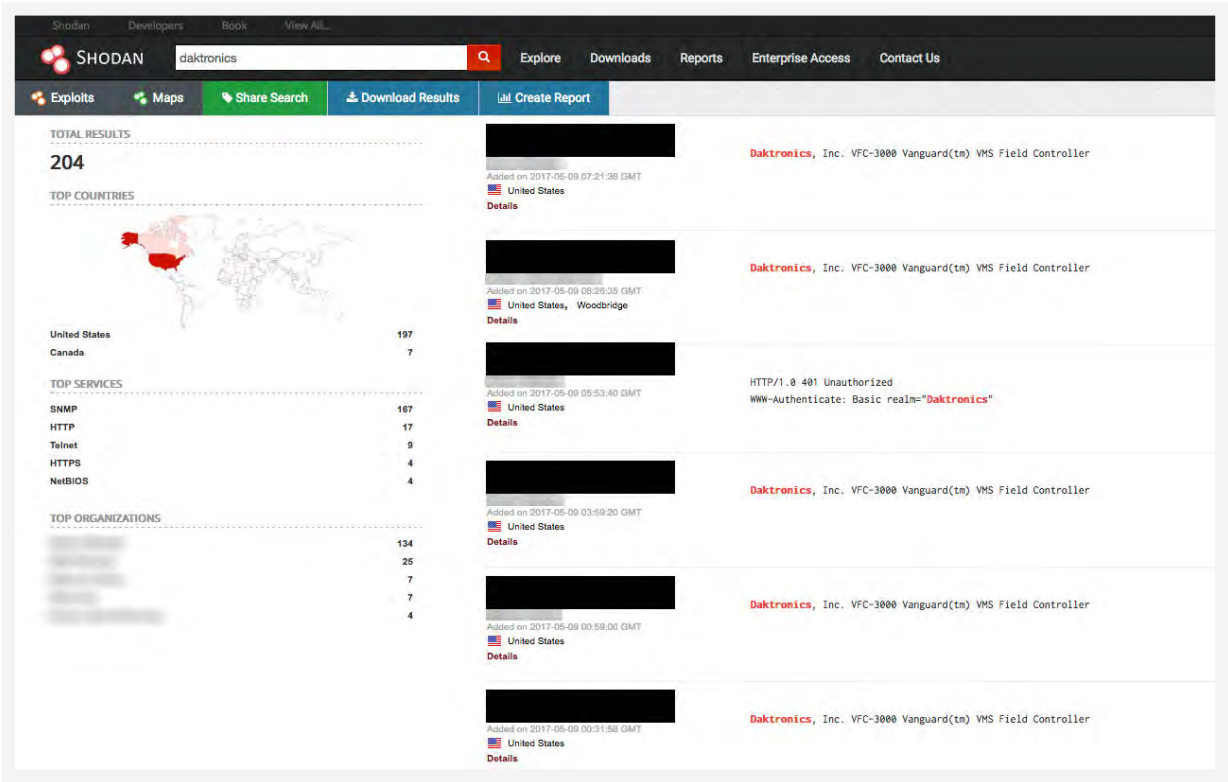 Shodan Developers Book View All...
SHODAN daktronics Explore Downloads Reports Enterprise Access Contact Us
Exploits Maps Share Search Download Results Create Report
TOTAL RESULTS
204
TOP COUNTRIES
United States 197
Canada 7
TOP SERVICES
SNMP 167
HTTP 17
Telnet 9
HTTPS 4
NetBIOS 4
TOP ORGANIZATIONS
134
25
7
7
4
Added on 2017-05-09 07:21:38 GMT
United States
Details
Daktronics, Inc. VFC-3000 Vanguard(tm) VMS Field Controller
Added on 2017-05-09 06:26:35 GMT
United States, Woodbridge
Details
Daktronics, Inc. VFC-3000 Vanguard(tm) VMS Field Controller
Added on 2017-05-09 05:53:40 GMT
United States
Details
HTTP/1.0 401 Unauthorized
WWW-Authenticate: Basic realm="Daktronics"
Added on 2017-05-09 03:59:20 GMT
United States
Details
Daktronics, Inc. VFC-3000 Vanguard(tm) VMS Field Controller
Added on 2017-05-09 00:59:00 GMT
United States
Details
Daktronics, Inc. VFC-3000 Vanguard(tm) VMS Field Controller
Added on 2017-05-09 00:31:58 GMT
United States
Details
Daktronics, Inc. VFC-3000 Vanguard(tm) VMS Field Controller